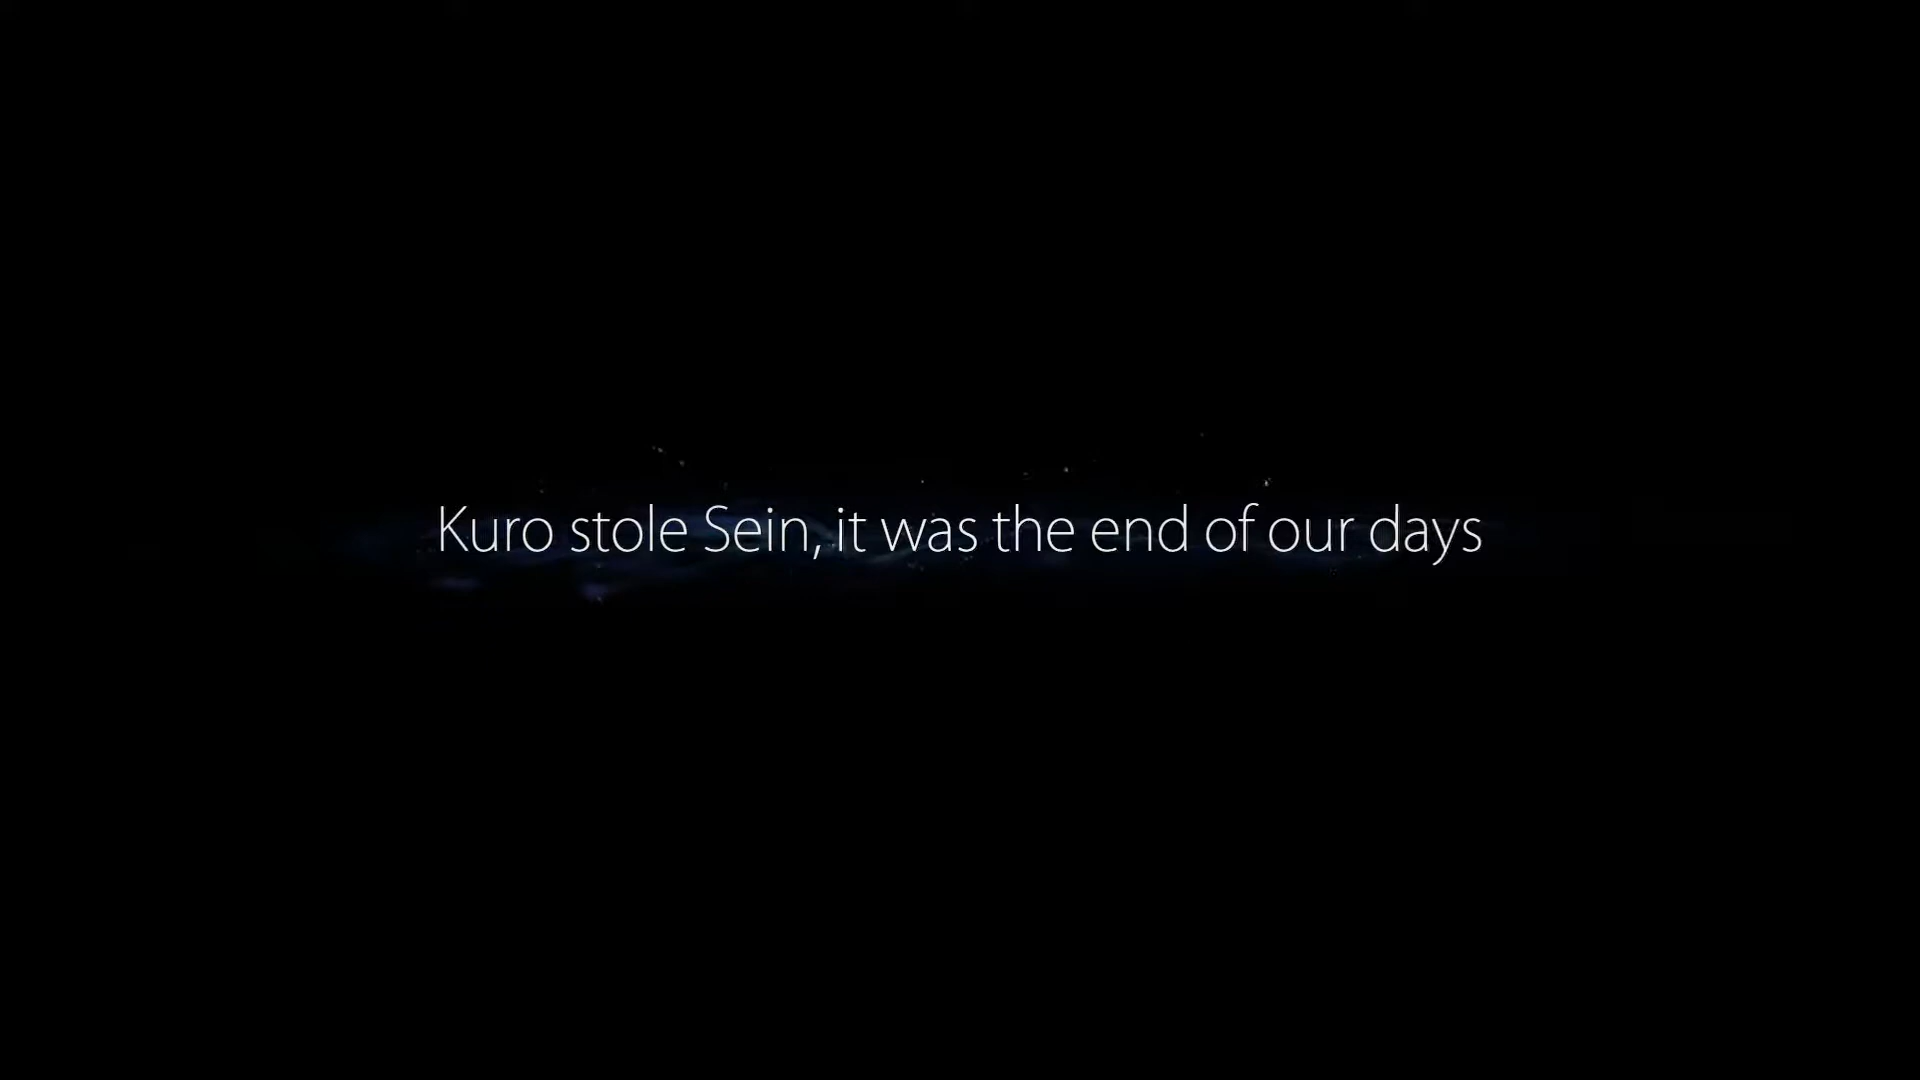 Kuro stole Sein, it was the end of our days